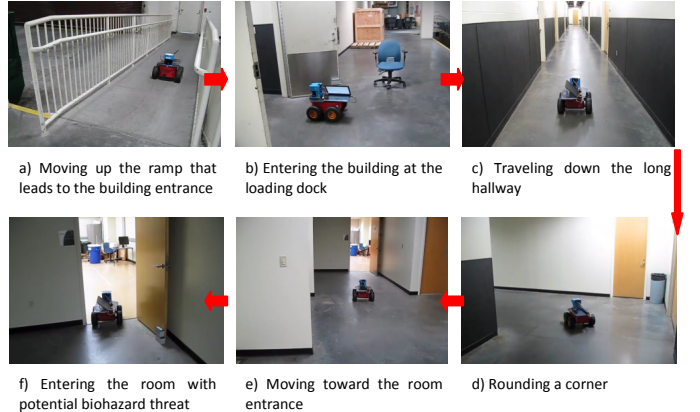 a) Moving up the ramp that
leads to the building entrance
b) Entering the building at the
loading dock
c) Traveling down the long
hallway
f) Entering the room with
potential biohazard threat
e) Moving toward the room
entrance
d) Rounding a corner